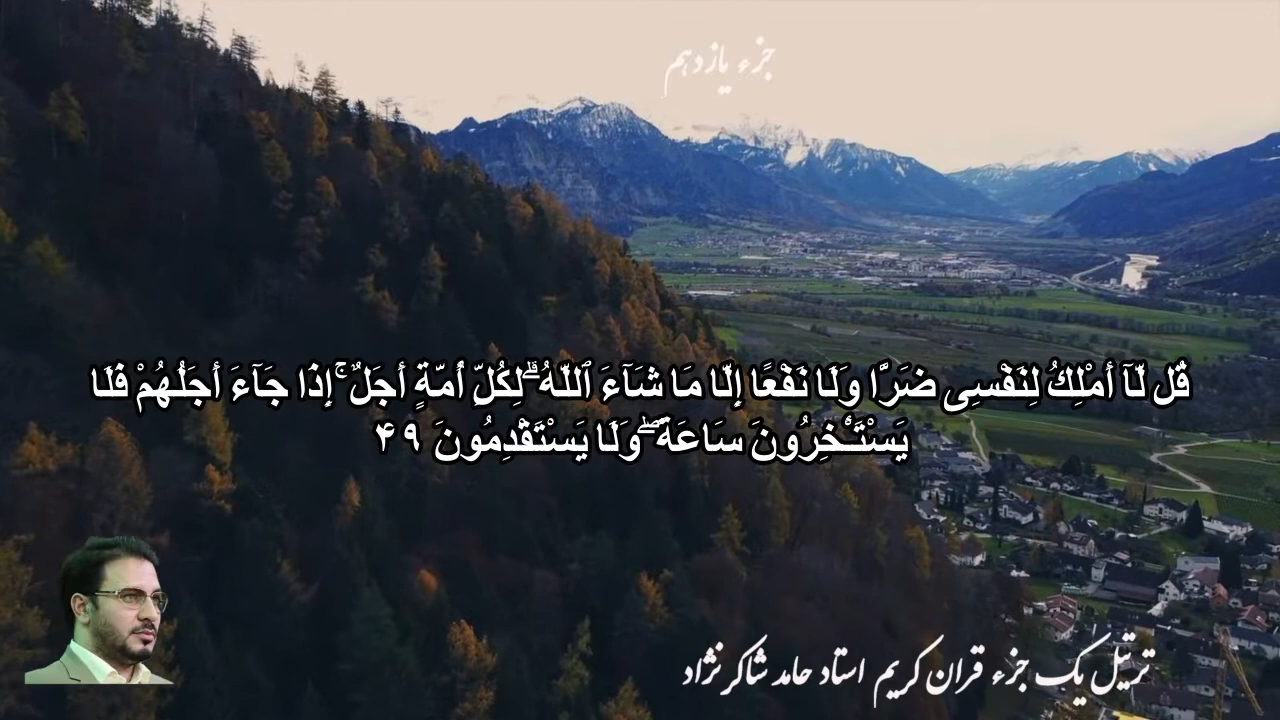 جزء یازدهم
قُل لَّآ أَمْلِكُ لِنَفْسِى ضَرًّا وَلَا نَفْعًا إِلَّا مَا شَآءَ ٱللَّهُ ۗ لِكُلِّ أُمَّةٍ أَجَلٌ ۚ إِذَا جَآءَ أَجَلُهُمْ فَلَا
يَسْتَـْٔخِرُونَ سَاعَةً ۖ وَلَا يَسْتَقْدِمُونَ ۴۹
ترتیل یک جزء قران کریم استاد حامد شاکرنژاد